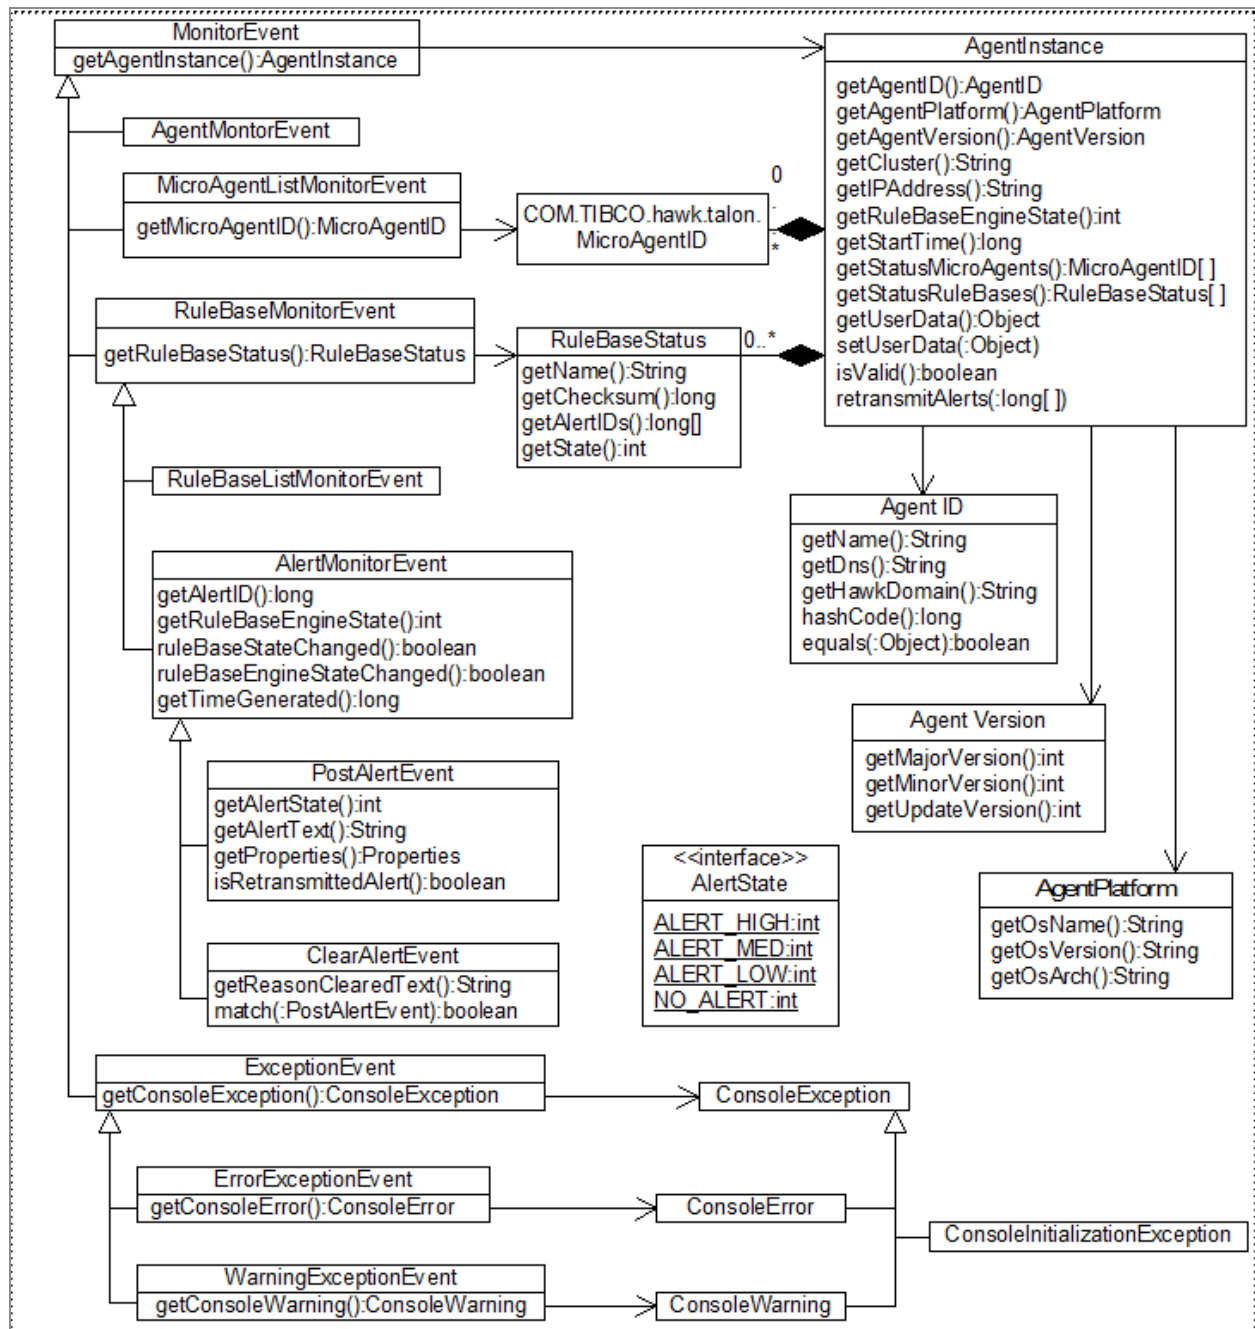 MonitorEvent
getAgentInstance():AgentInstance
AgentMontorEvent
MicroAgentListMonitorEvent
getMicroAgentID():MicroAgentID
COM.TIBCO.hawk.talon.
MicroAgentID
0
.
.
*
AgentInstance
getAgentID():AgentID
getAgentPlatform():AgentPlatform
getAgentVersion():AgentVersion
getCluster():String
getIPAddress():String
getRuleBaseEngineState():int
getStartTime():long
getStatusMicroAgents():MicroAgentID[ ]
getStatusRuleBases():RuleBaseStatus[ ]
getUserData():Object
setUserData(:Object)
isValid():boolean
retransmitAlerts(:long[ ])
RuleBaseMonitorEvent
getRuleBaseStatus():RuleBaseStatus
RuleBaseStatus
getName():String
getChecksum():long
getAlertIDs():long[]
getState():int
0..*
RuleBaseListMonitorEvent
Agent ID
getName():String
getDns():String
getHawkDomain():String
hashCode():long
equals(:Object):boolean
AlertMonitorEvent
getAlertID():long
getRuleBaseEngineState():int
ruleBaseStateChanged():boolean
ruleBaseEngineStateChanged():boolean
getTimeGenerated():long
Agent Version
getMajorVersion():int
getMinorVersion():int
getUpdateVersion():int
PostAlertEvent
getAlertState():int
getAlertText():String
getProperties():Properties
isRetransmittedAlert():boolean
<<interface>>
AlertState
ALERT_HIGH:int
ALERT_MED:int
ALERT_LOW:int
NO_ALERT:int
AgentPlatform
getOsName():String
getOsVersion():String
getOsArch():String
ClearAlertEvent
getReasonClearedText():String
match(:PostAlertEvent):boolean
ExceptionEvent
getConsoleException():ConsoleException
ConsoleException
ErrorExceptionEvent
getConsoleError():ConsoleError
ConsoleError
ConsoleInitializationException
WarningExceptionEvent
getConsoleWarning():ConsoleWarning
ConsoleWarning